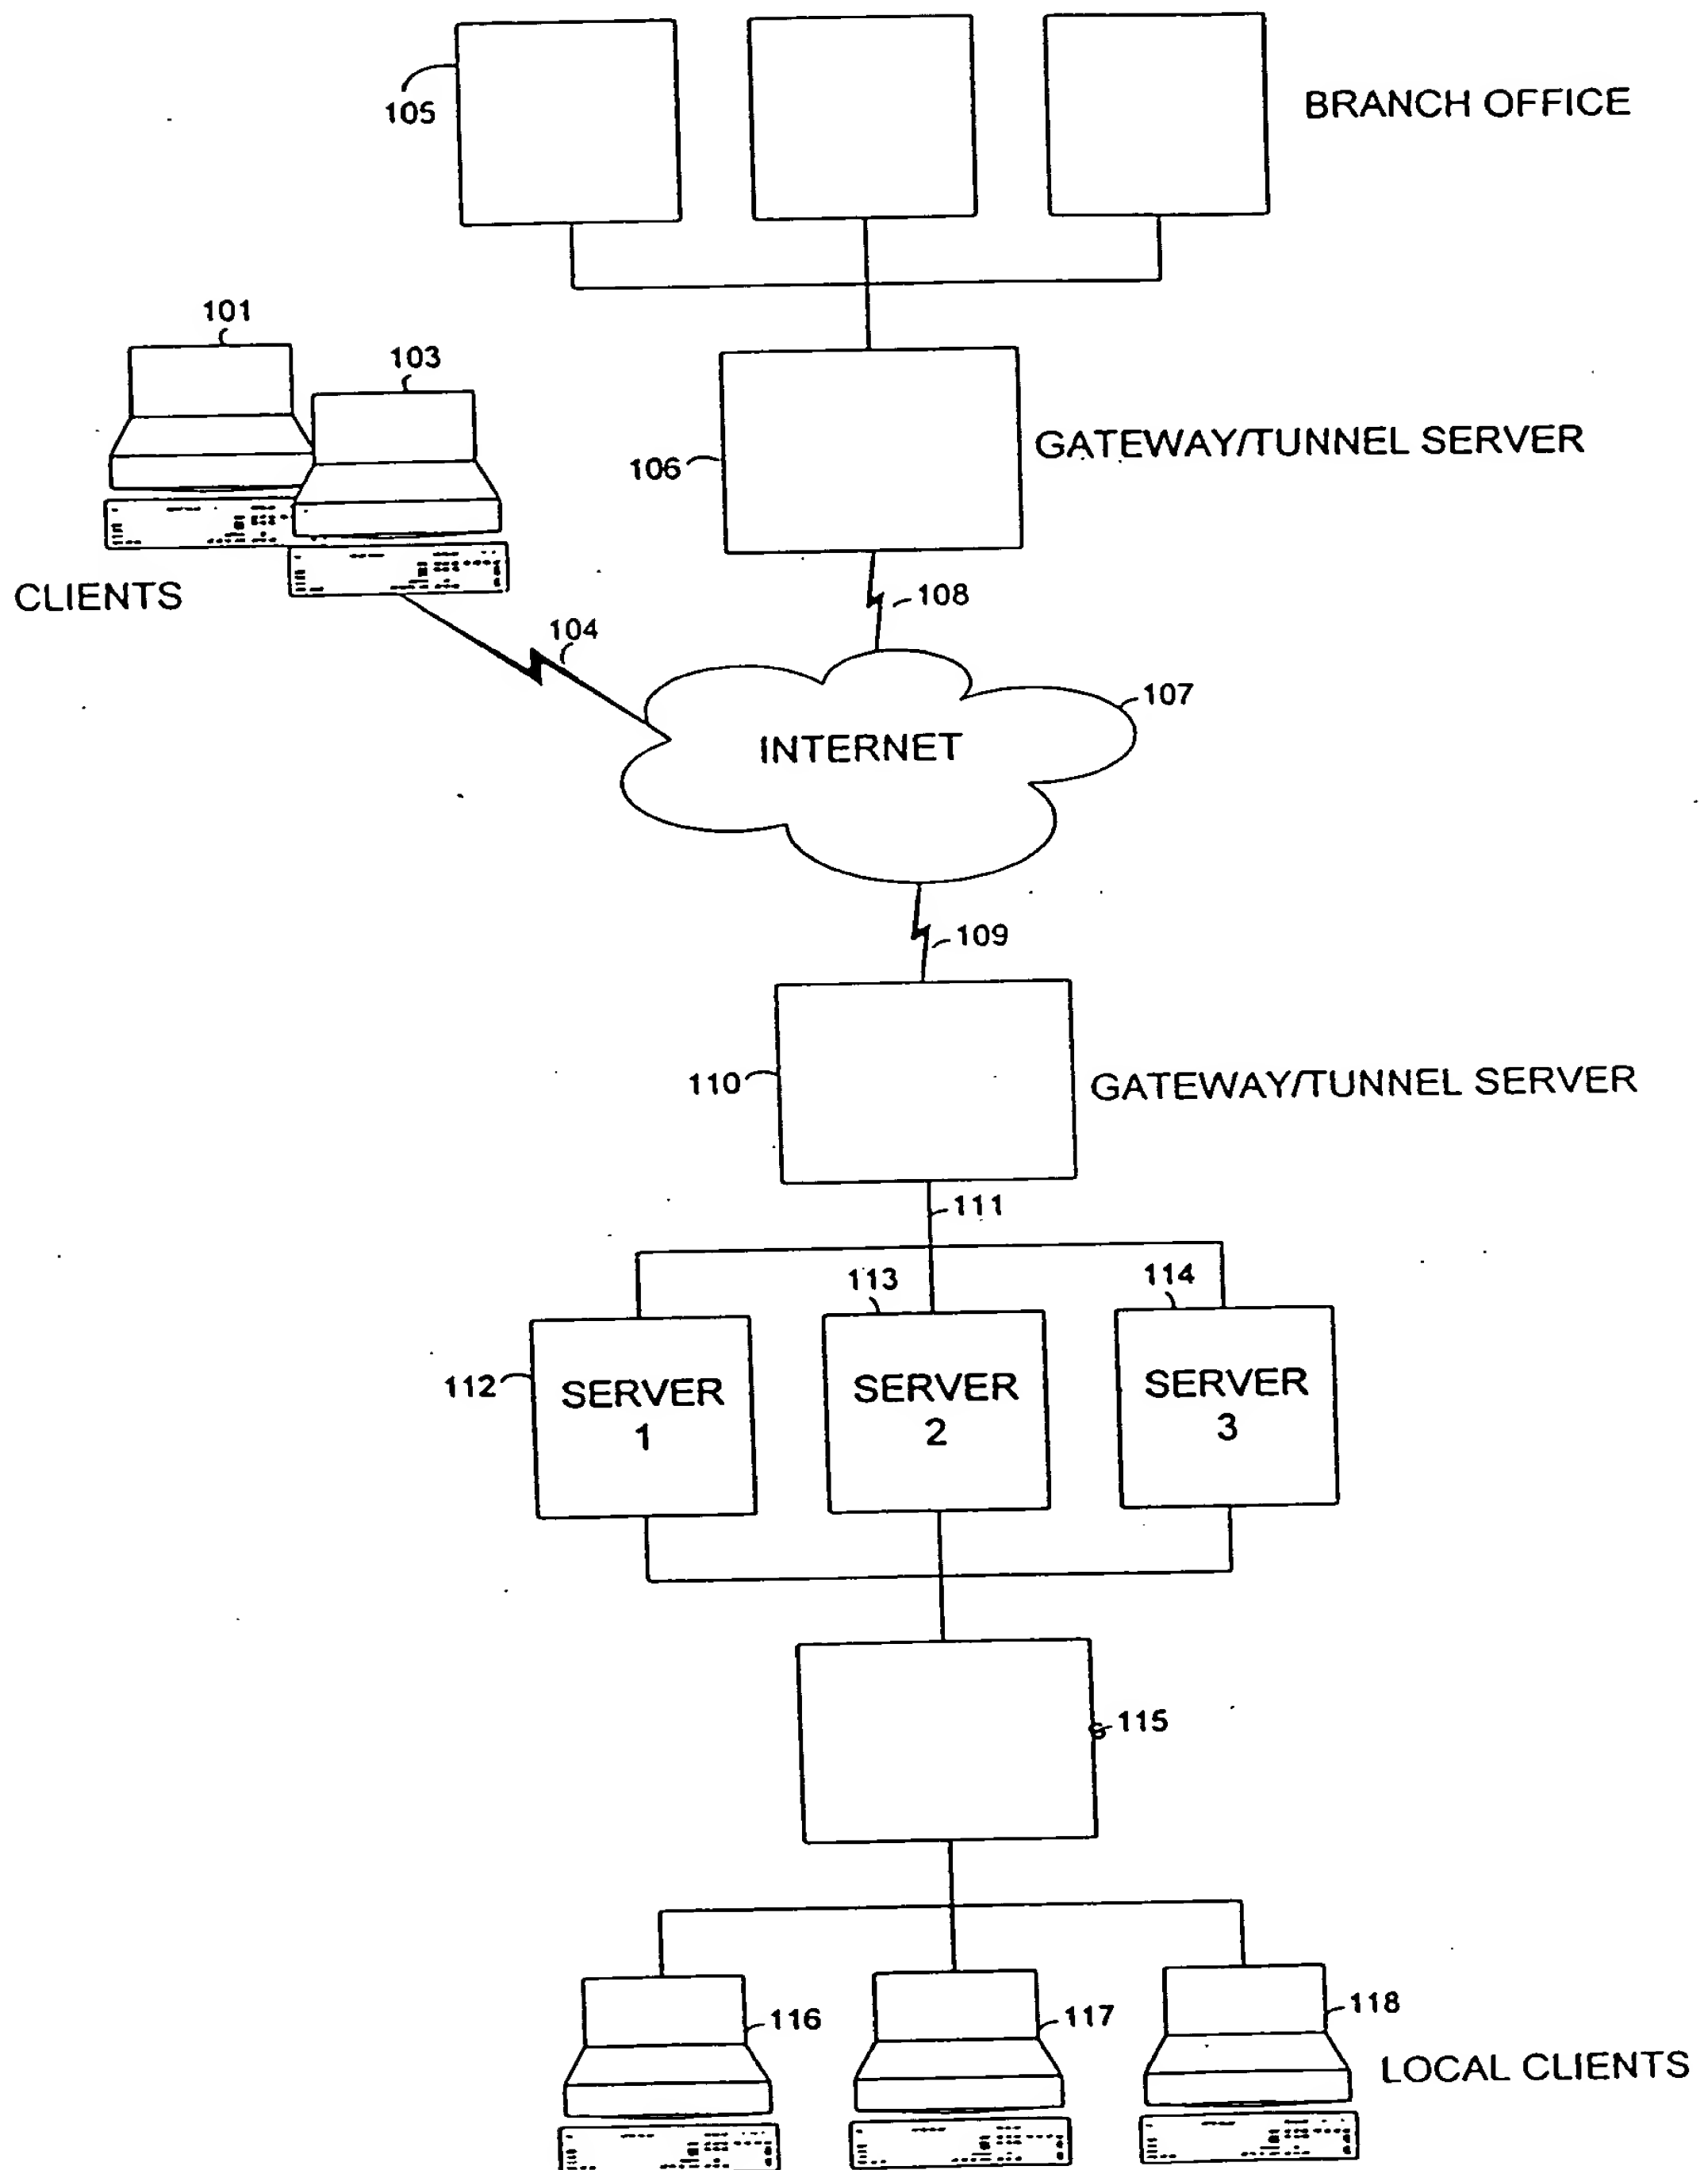 105
BRANCH OFFICE
101
103
106
GATEWAY/TUNNEL SERVER
CLIENTS
108
104
107
INTERNET
109
110
GATEWAY/TUNNEL SERVER
111
113
114
112
SERVER
1
SERVER
2
SERVER
3
115
116
117
118
LOCAL CLIENTS